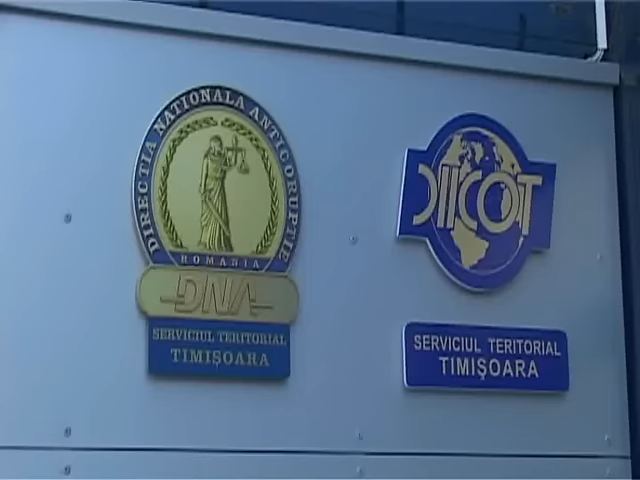 DIRECTIA NATIONALA ANTICORUPTIE
ROMANIA
DNA
SERVICIUL TERITORIAL
TIMIŞOARA
DIICOT
SERVICIUL TERITORIAL
TIMIŞOARA